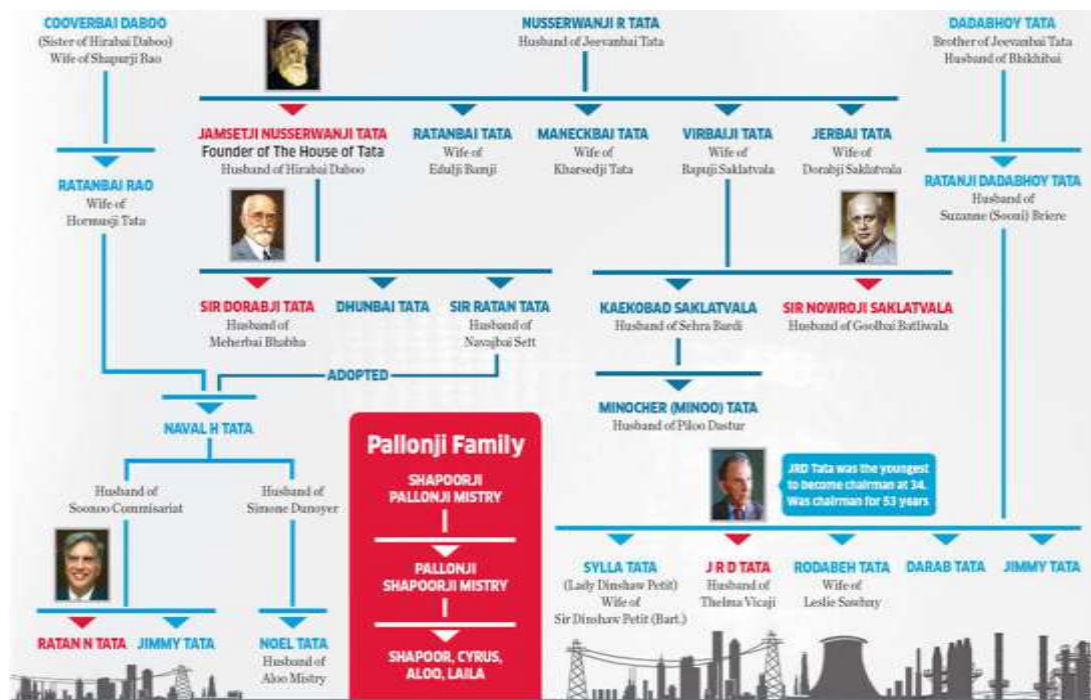 COOVERBAI DABOO
(Sister of Hirabai Daboo)
Wife of Shapurji Rao
NUSSERWANJI R TATA
Husband of Jeevanbai Tata
DADABHOY TATA
Brother of Jeevanbai Tata
Husband of Bhikhibai
JAMSETJI NUSSERWANJI TATA
Founder of The House of Tata
Husband of Hirabai Daboo
RATANBAI TATA
Wife of
Edulji Bamji
MANECKBAI TATA
Wife of
Kharsedji Tata
VIRBAIJI TATA
Wife of
Bapuji Saklatvala
JERBAI TATA
Wife of
Dorabji Saklatvala
RATANBAI RAO
Wife of
Hormusji Tata
RATANJI DADABHOY TATA
Husband of
Suzanne (Sooni) Briere
SIR DORABJI TATA
Husband of
Meherbai Bhabha
DHUNBAI TATA
SIR RATAN TATA
Husband of
Navajbai Sett
KAEKOBAD SAKLATVALA
Husband of Sehra Bardi
SIR NOWROJI SAKLATVALA
Husband of Goolbai Batliwala
ADOPTED
MINOCHER (MINOO) TATA
Husband of Piloo Dastur
NAVAL H TATA
Husband of
Soonoo Commisariat
Husband of
Simone Dunoyer
Pallonji Family
SHAPOORJI
PALLONJI MISTRY
PALLONJI
SHAPOORJI MISTRY
SHAPOOR, CYRUS,
ALOO, LAILA
JRD Tata was the youngest
to become chairman at 34.
Was chairman for 53 years
RATAN N TATA
JIMMY TATA
NOEL TATA
Husband of
Aloo Mistry
SYLLA TATA
(Lady Dinshaw Petit)
Wife of
Sir Dinshaw Petit (Bart.)
J R D TATA
Husband of
Thelma Vicaji
RODABEH TATA
Wife of
Leslie Sawhny
DARAB TATA
JIMMY TATA